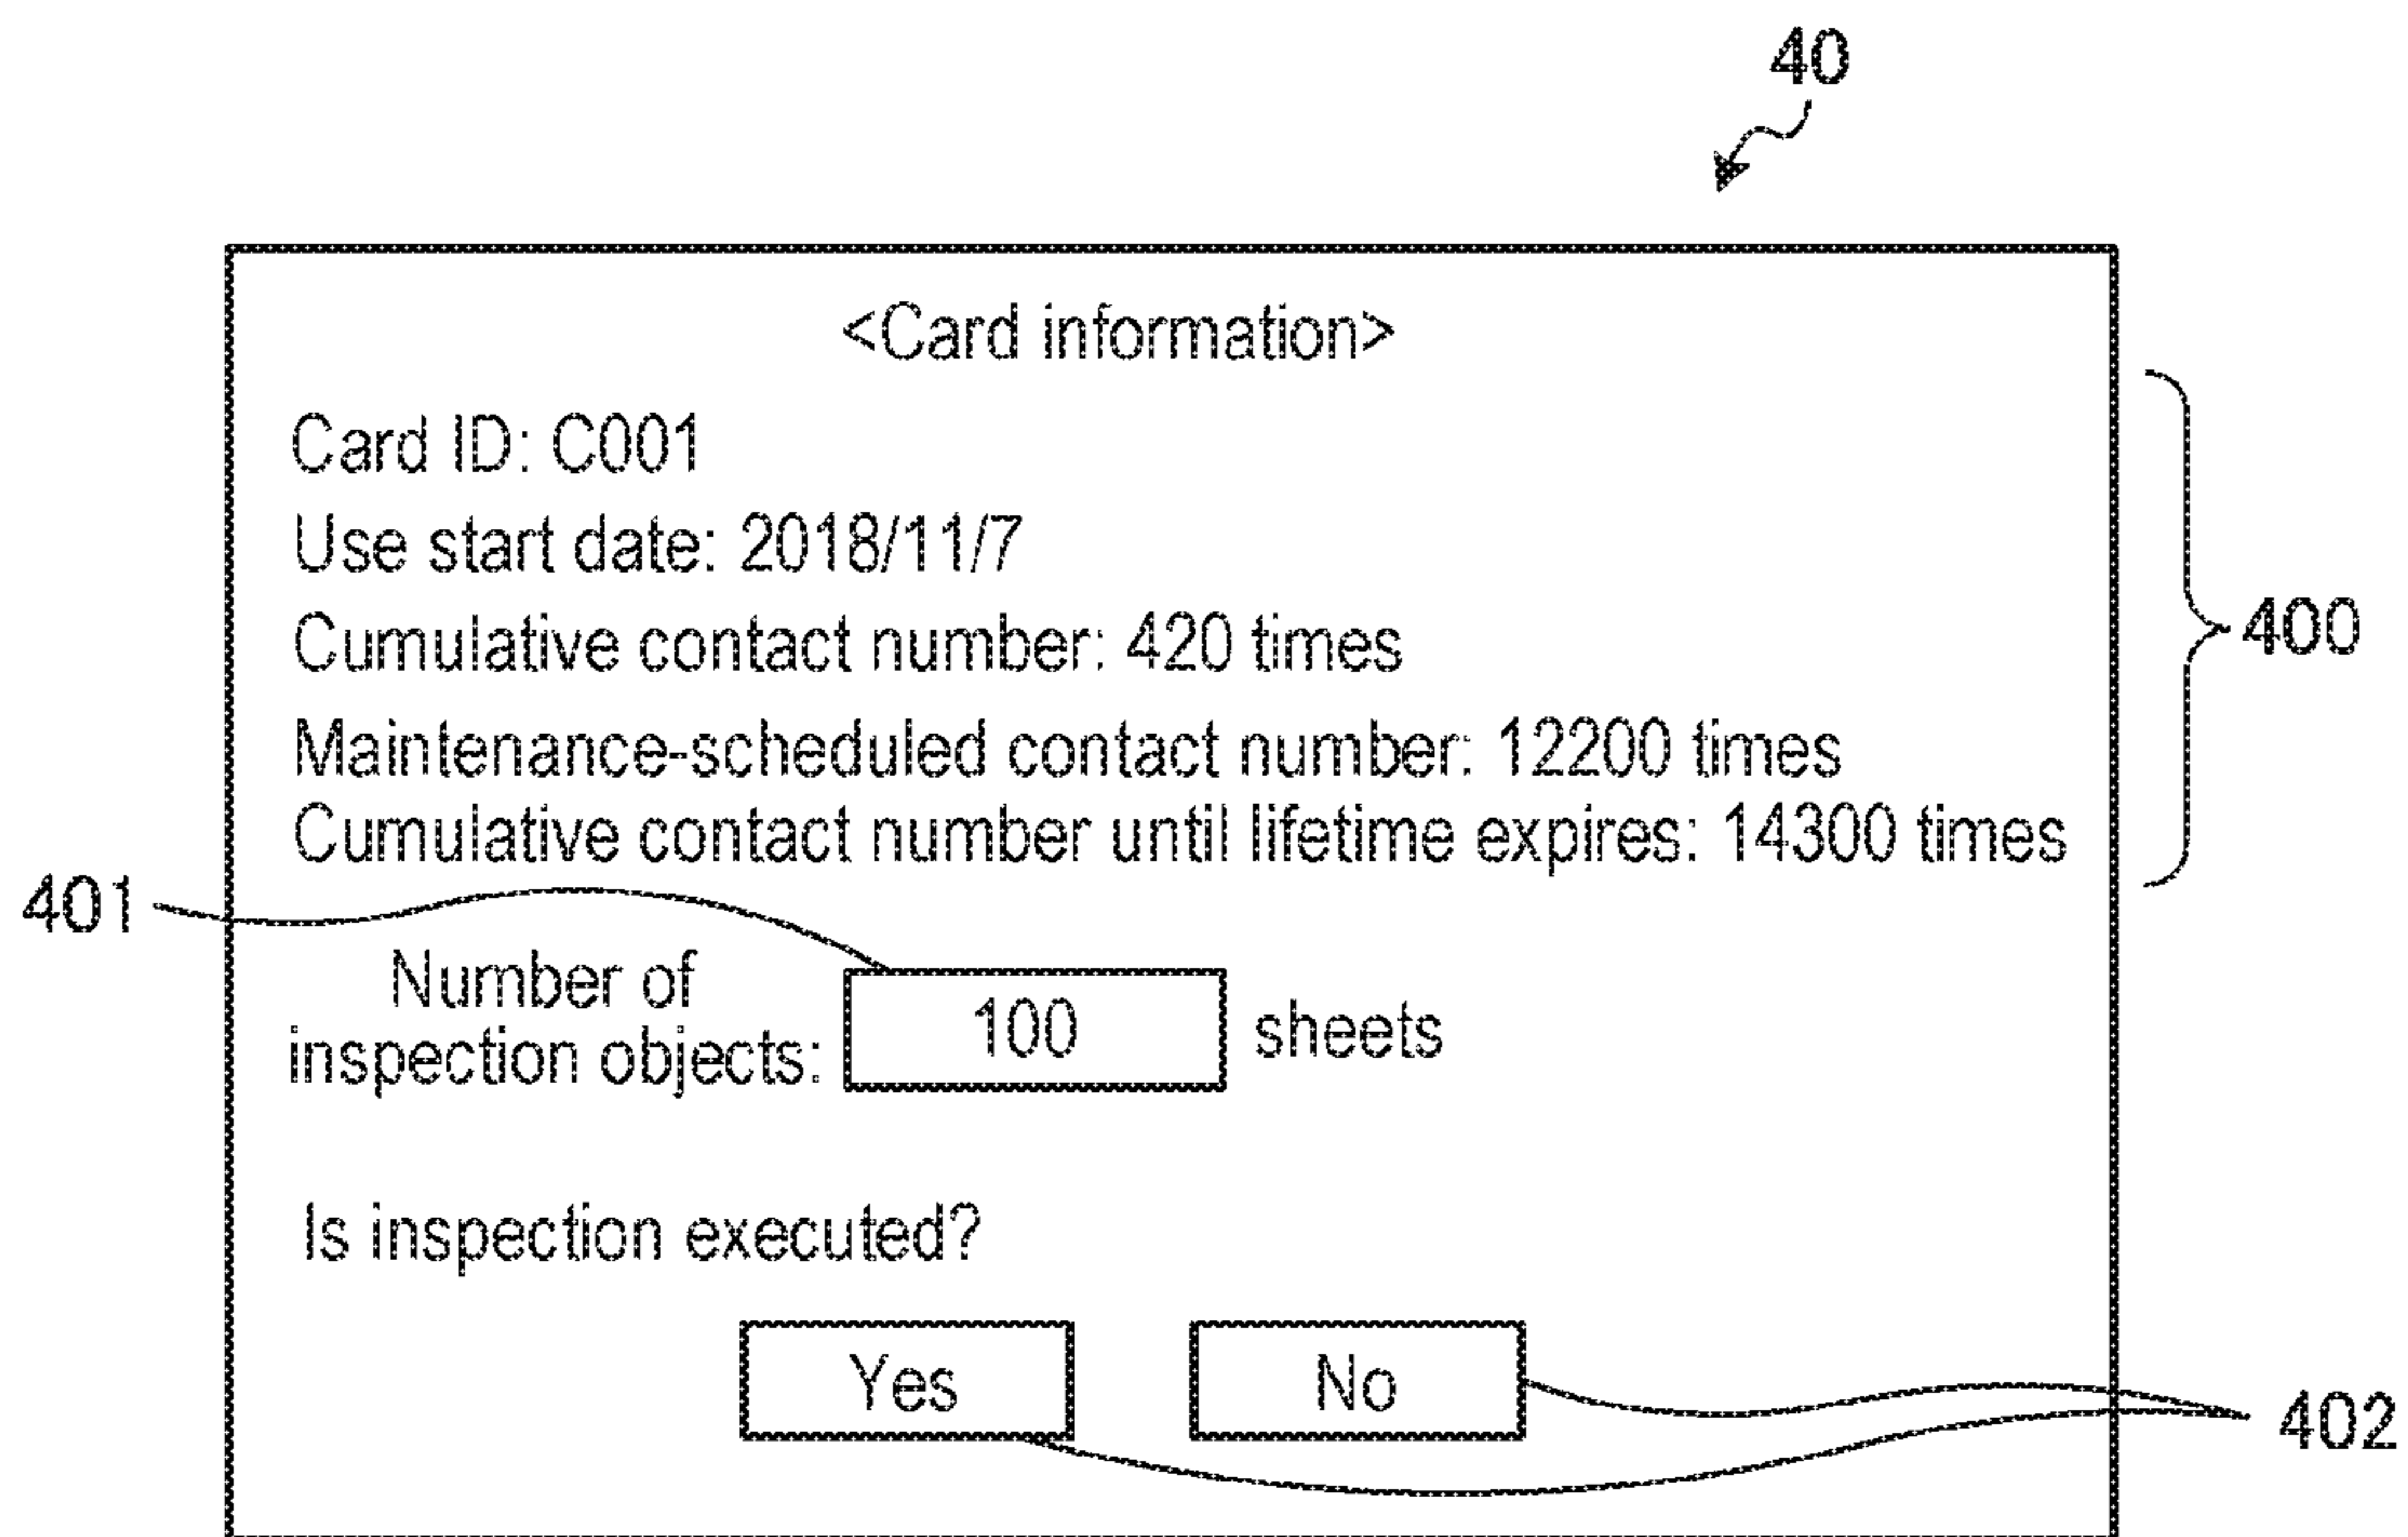 40
<Card information>
Card ID: C001
Use start date: 2018/11/7
Cumulative contact number: 420 times
400
Maintenance-scheduled contact number: 12200 times
Cumulative contact number until lifetime expires: 14300 times
401
Number of
inspection objects: 100 sheets
Is inspection executed?
Yes No
402